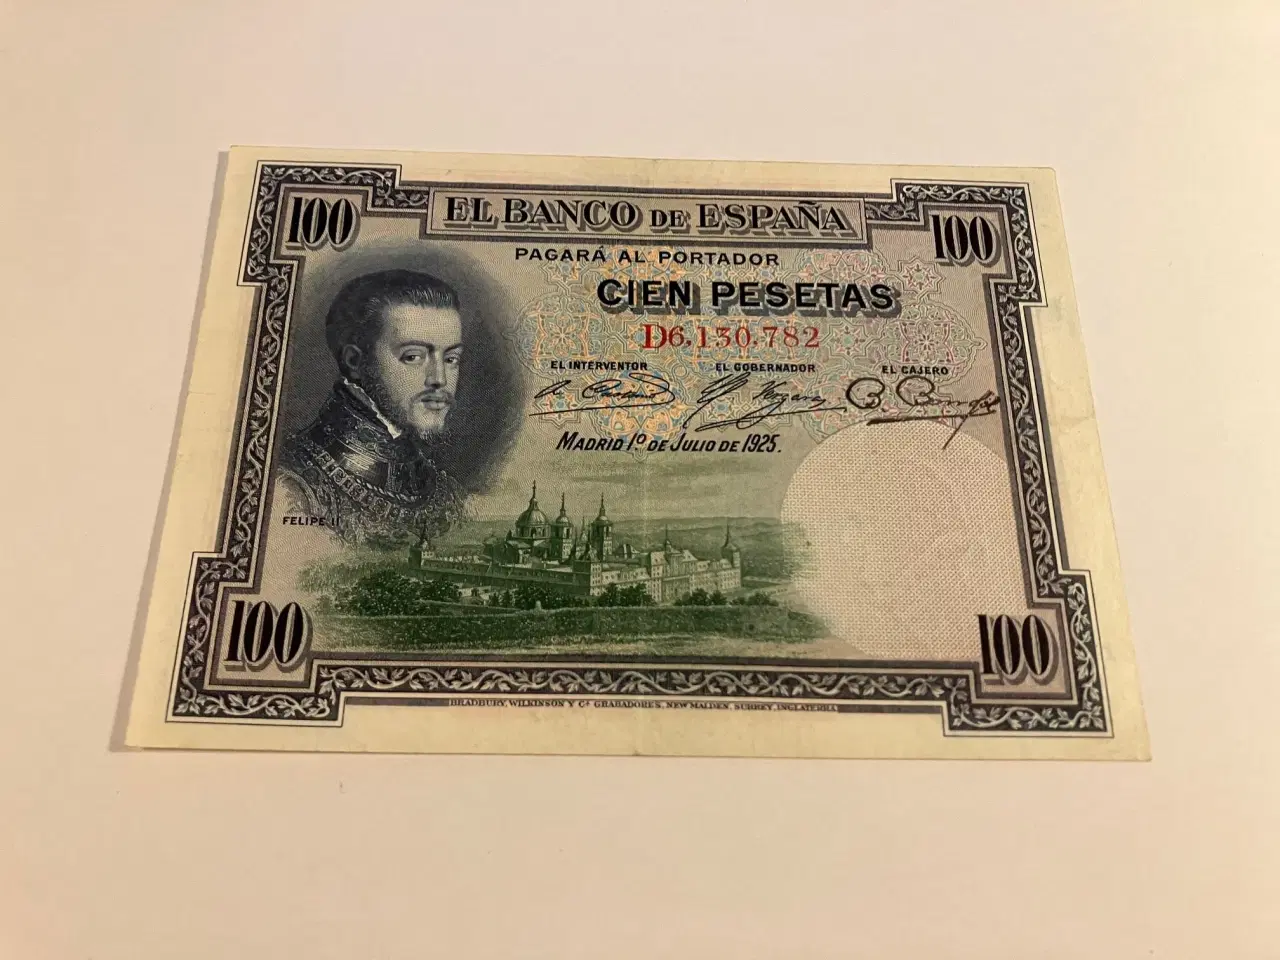 100
EL BANCO DE ESPAÑA
100
PAGARÁ AL PORTADOR
CIEN PESETAS
D6,130,782
EL INTERVENTOR
EL GOBERNADOR
EL CAJERO
MADRID 1.º DE JULIO DE 1925.
FELIPE II
100
100
BRADBURY, WILKINSON Y Cª GRABADORES, NEW MALDEN, SURREY, INGLATERRA